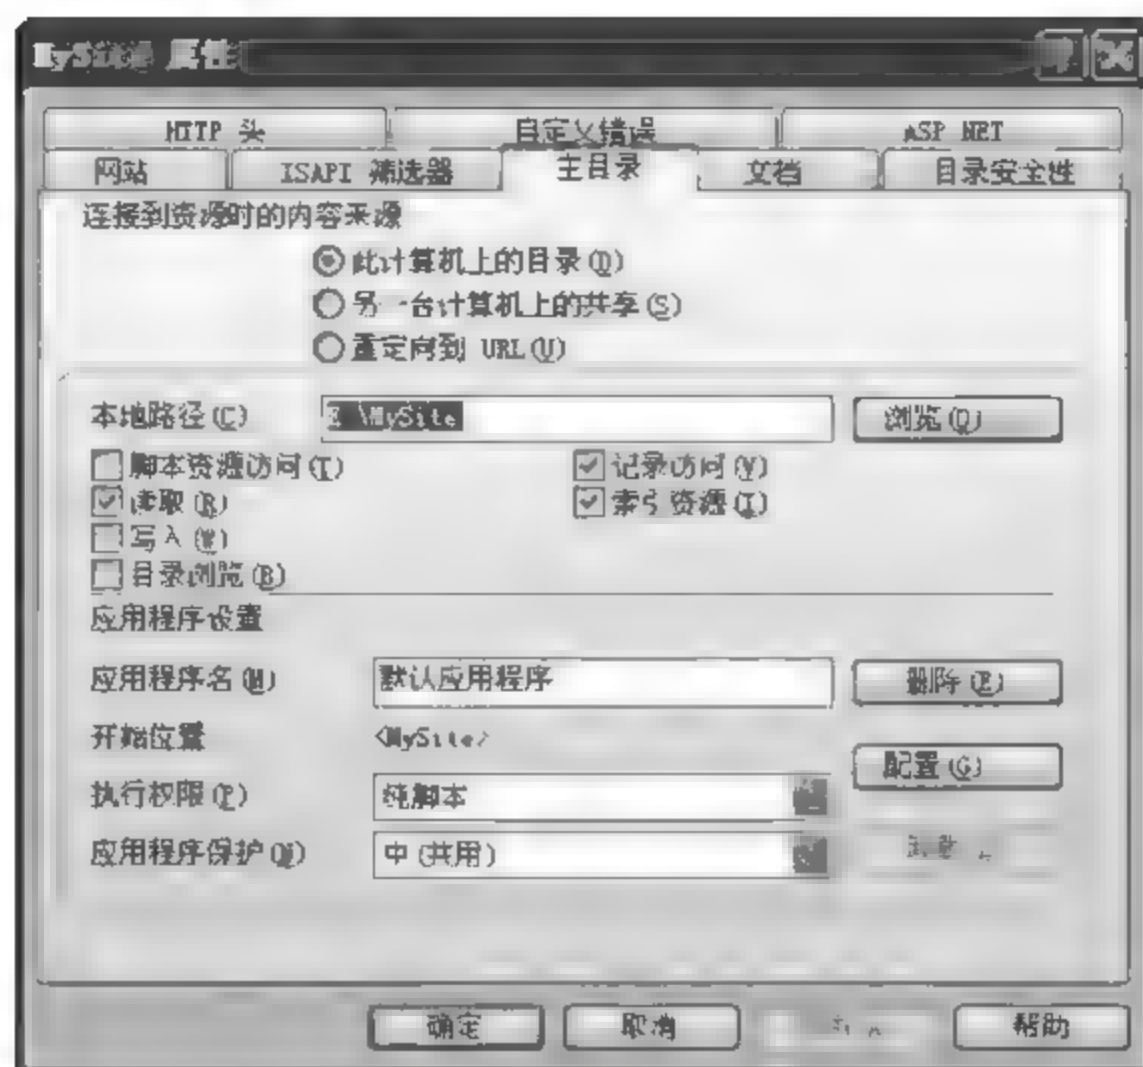 MySite 属性
HTTP 头 自定义错误 ASP.NET
网站 ISAPI 筛选器 主目录 文档 目录安全性
连接到资源时的内容来源
此计算机上的目录(D)
另一台计算机上的共享(S)
重定向到 URL(U)
本地路径(C) E:\MySite 浏览(O)
脚本资源访问(T) 记录访问(V)
读取(R) 索引资源(I)
写入(W)
目录浏览(B)
应用程序设置
应用程序名(M) 默认应用程序 删除(E)
开始位置 <MySite>
配置(G)
执行权限(P) 纯脚本
应用程序保护(N) 中(共用)
确定 取消 帮助